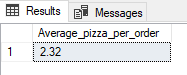 Results Messages
Average_pizza_per_order
1 2.32